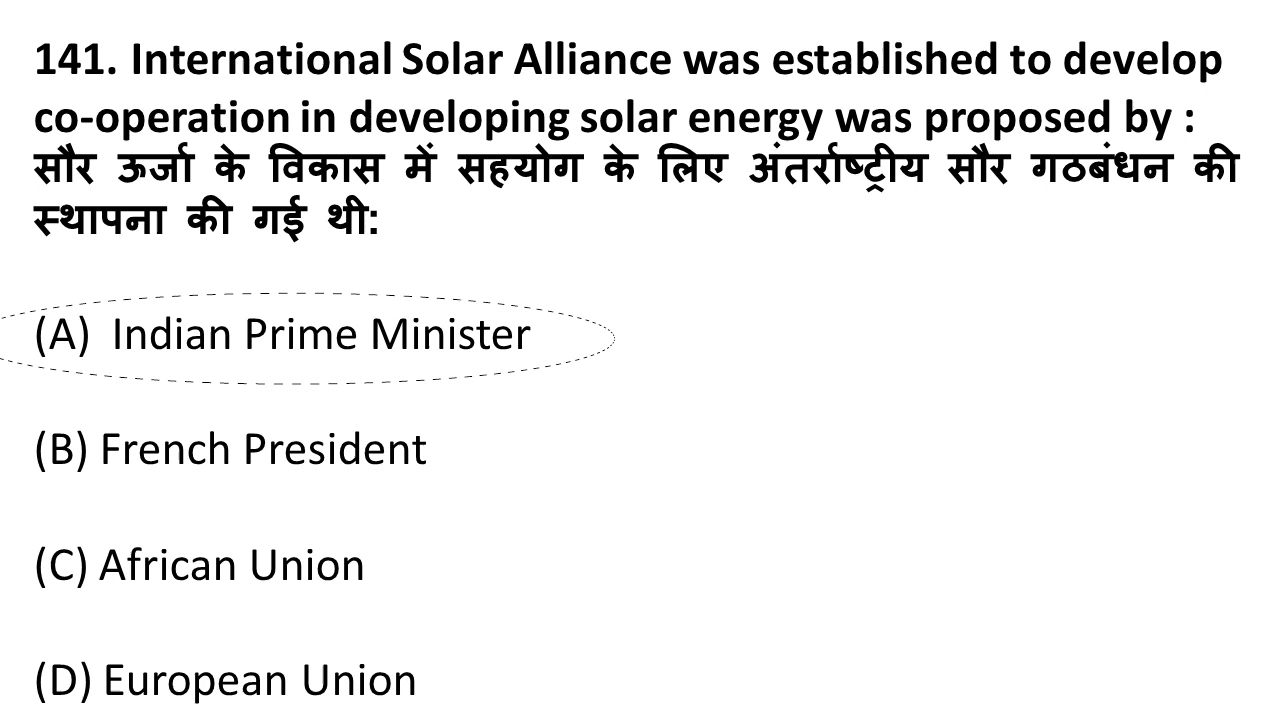 141. International Solar Alliance was established to develop
co-operation in developing solar energy was proposed by :
सौर ऊर्जा के विकास में सहयोग के लिए अंतर्राष्ट्रीय सौर गठबंधन की
स्थापना की गई थी:
(A) Indian Prime Minister
(B) French President
(C) African Union
(D) European Union